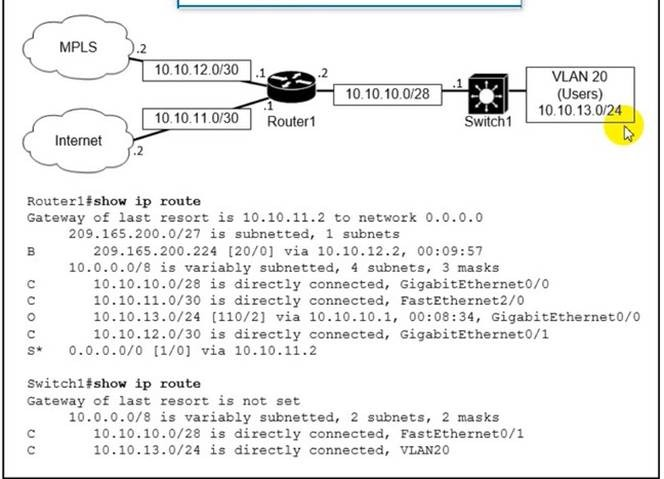 MPLS
.2
10.10.12.0/30
.1
.2
10.10.10.0/28
.1
VLAN 20
(Users)
10.10.13.0/24
.1
10.10.11.0/30
Router1
Switch1
Internet
.2
Router1#show ip route
Gateway of last resort is 10.10.11.2 to network 0.0.0.0
209.165.200.0/27 is subnetted, 1 subnets
B 209.165.200.224 [20/0] via 10.10.12.2, 00:09:57
10.0.0.0/8 is variably subnetted, 4 subnets, 3 masks
C 10.10.10.0/28 is directly connected, GigabitEthernet0/0
C 10.10.11.0/30 is directly connected, FastEthernet2/0
O 10.10.13.0/24 [110/2] via 10.10.10.1, 00:08:34, GigabitEthernet0/0
C 10.10.12.0/30 is directly connected, GigabitEthernet0/1
S* 0.0.0.0/0 [1/0] via 10.10.11.2
Switch1#show ip route
Gateway of last resort is not set
10.0.0.0/8 is variably subnetted, 2 subnets, 2 masks
C 10.10.10.0/28 is directly connected, FastEthernet0/1
C 10.10.13.0/24 is directly connected, VLAN20